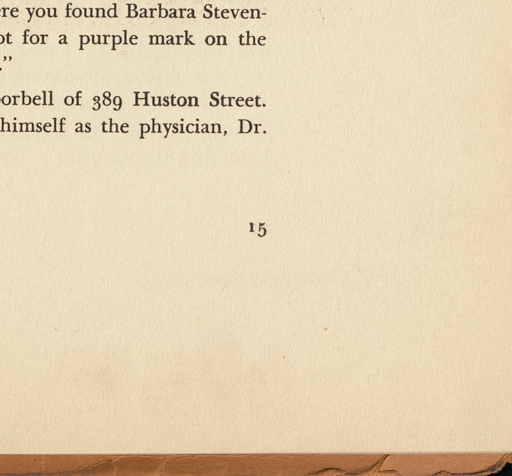 re you found Barbara Steven-
ot for a purple mark on the
.”
orbell of 389 Huston Street.
himself as the physician, Dr.
15